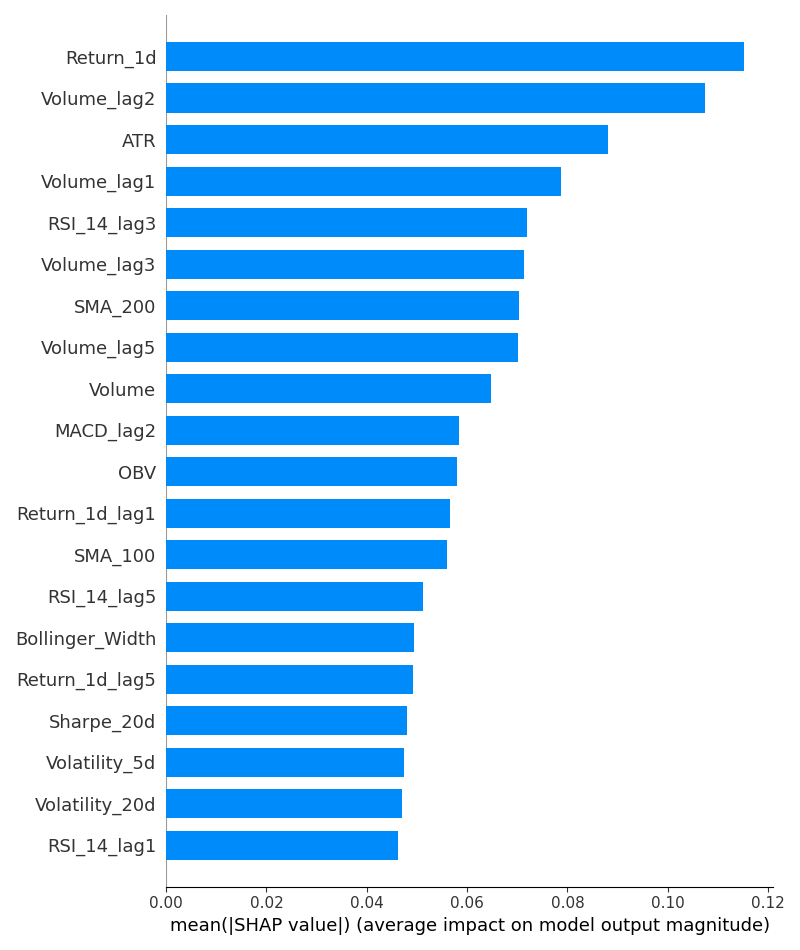 Return_1d
Volume_lag2
ATR
Volume_lag1
RSI_14_lag3
Volume_lag3
SMA_200
Volume_lag5
Volume
MACD_lag2
OBV
Return_1d_lag1
SMA_100
RSI_14_lag5
Bollinger_Width
Return_1d_lag5
Sharpe_20d
Volatility_5d
Volatility_20d
RSI_14_lag1
0.00 0.02 0.04 0.06 0.08 0.10 0.12
mean(|SHAP value|) (average impact on model output magnitude)